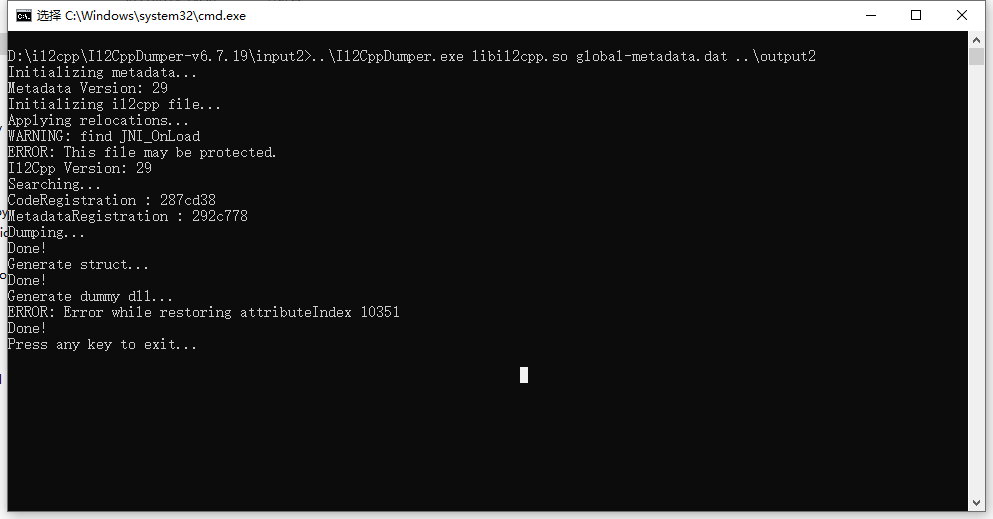 选择 C:\Windows\system32\cmd.exe
D:\il2cpp\Il2CppDumper-v6.7.19\input2>..\Il2CppDumper.exe libil2cpp.so global-metadata.dat ..\output2
Initializing metadata...
Metadata Version: 29
Initializing il2cpp file...
Applying relocations...
WARNING: find JNI_OnLoad
ERROR: This file may be protected.
Il2Cpp Version: 29
Searching...
CodeRegistration : 287cd38
MetadataRegistration : 292c778
Dumping...
Done!
Generate struct...
Done!
Generate dummy dll...
ERROR: Error while restoring attributeIndex 10351
Done!
Press any key to exit...